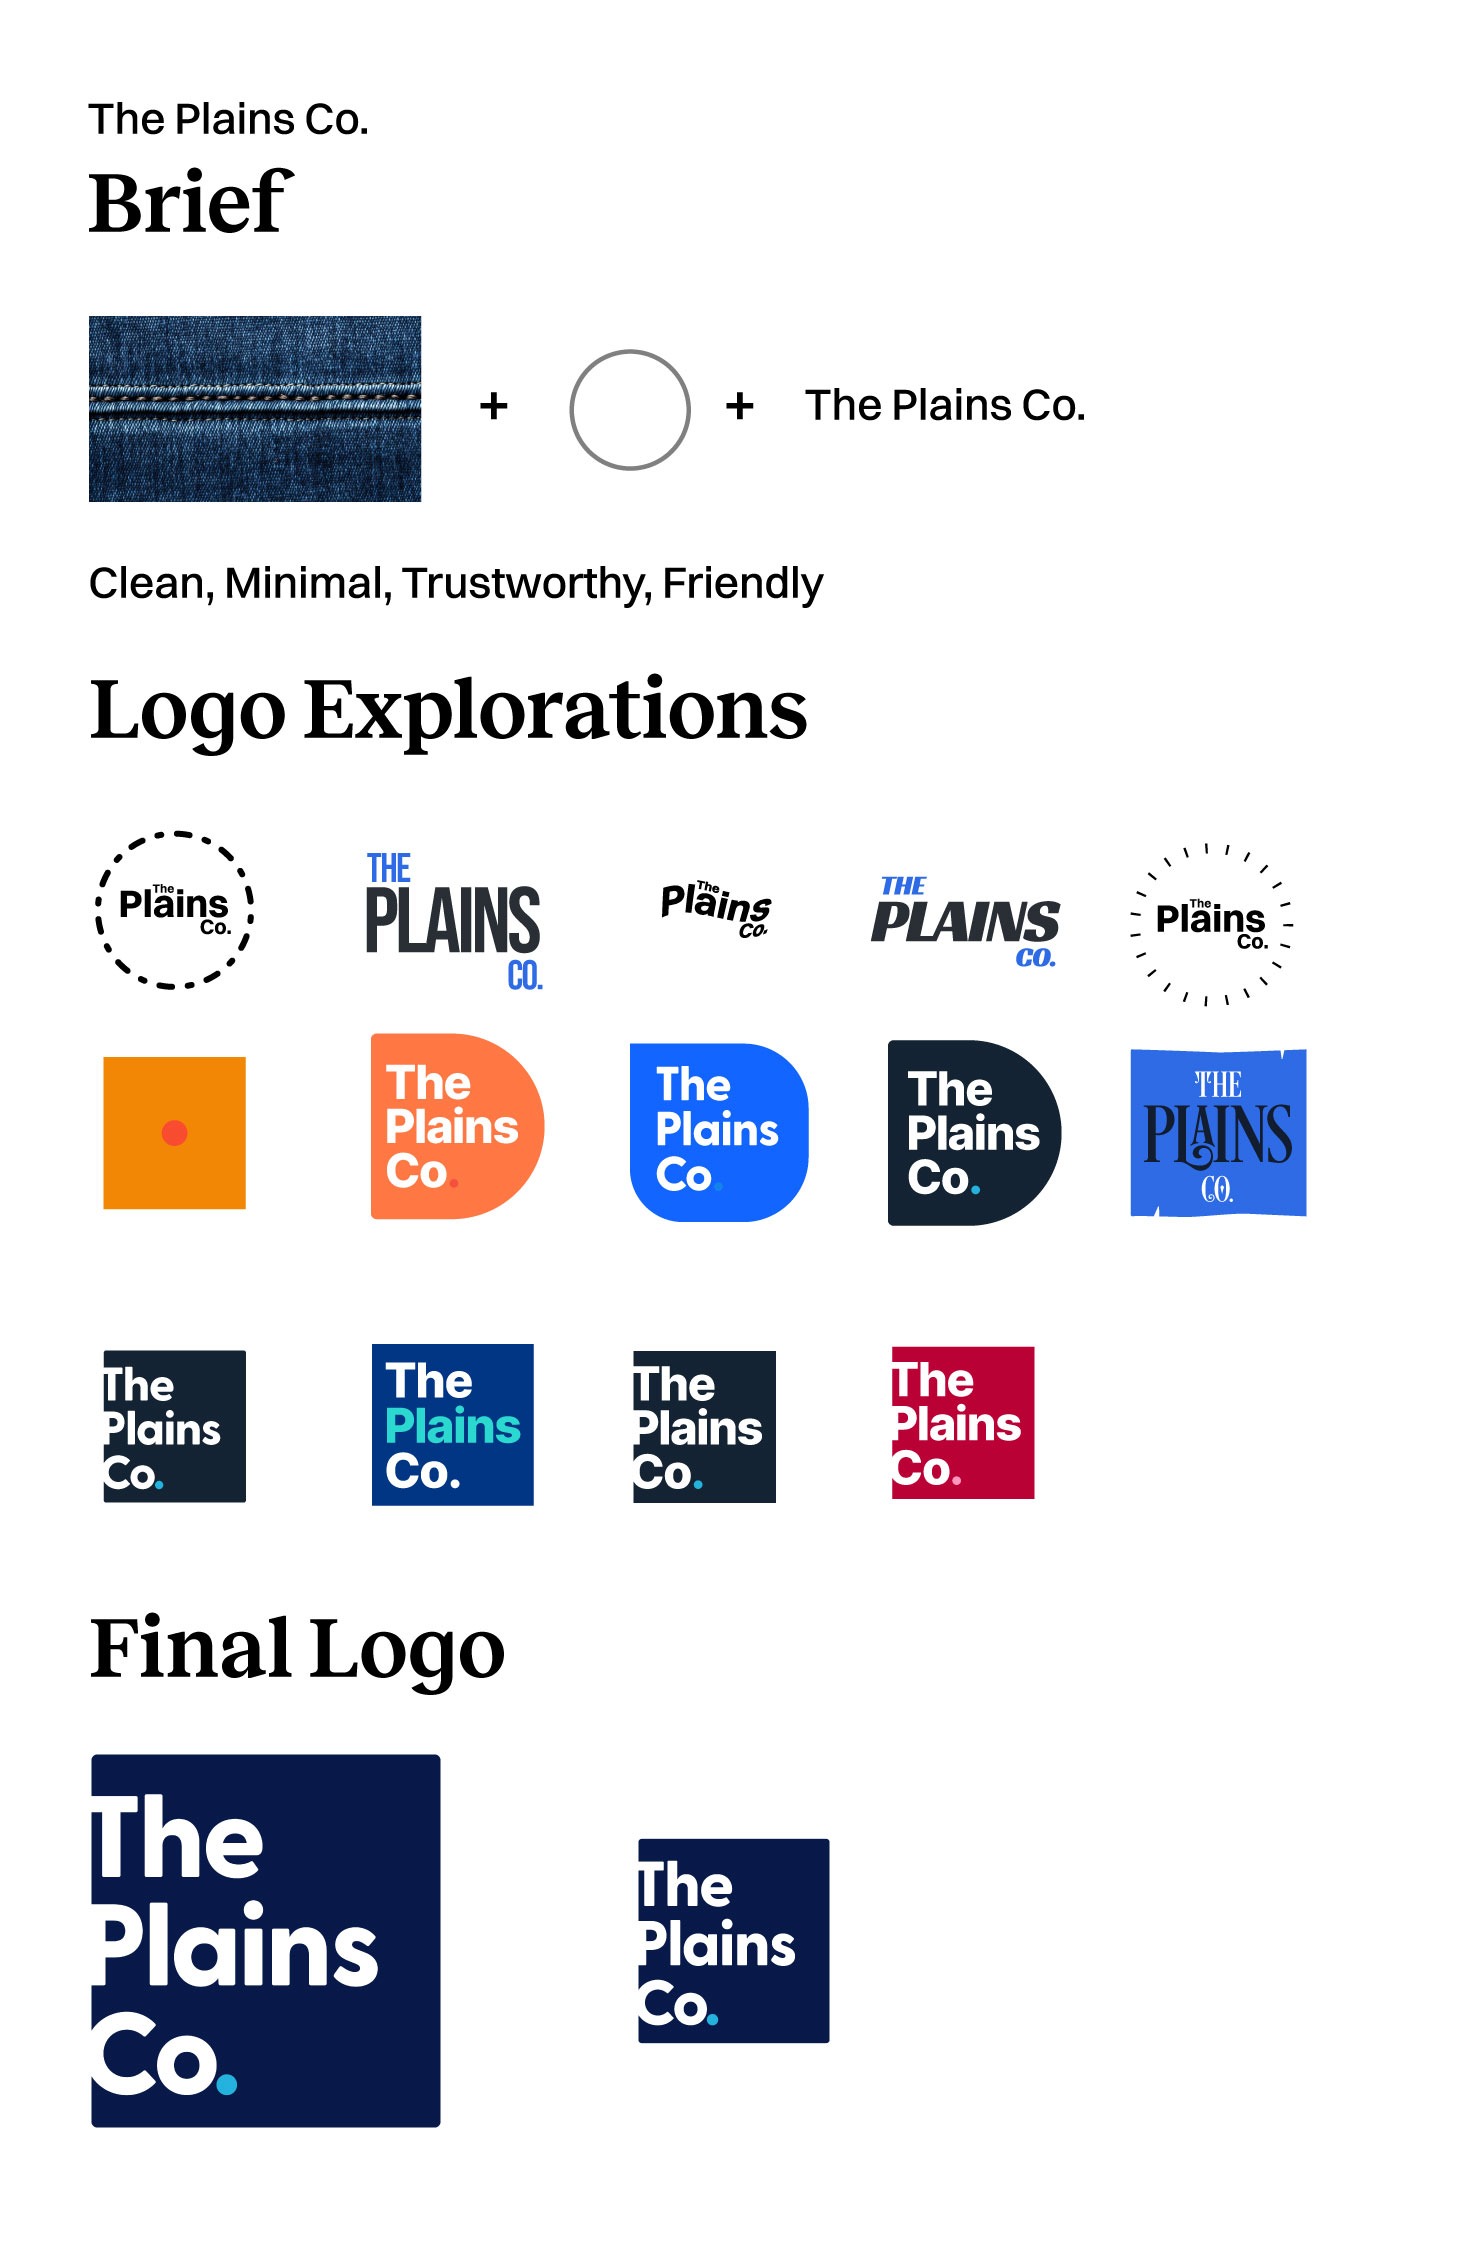 The Plains Co.
Brief
+ + The Plains Co.
Clean, Minimal, Trustworthy, Friendly
Logo Explorations
The
Plains
Co.
THE
PLAINS
CO.
The
Plains
Co.
THE
PLAINS
CO.
The
Plains
Co.
The
Plains
Co.
The
Plains
Co.
The
Plains
Co.
THE
PLAINS
CO.
The
Plains
Co.
The
Plains
Co.
The
Plains
Co.
The
Plains
Co.
Final Logo
The
Plains
Co.
The
Plains
Co.